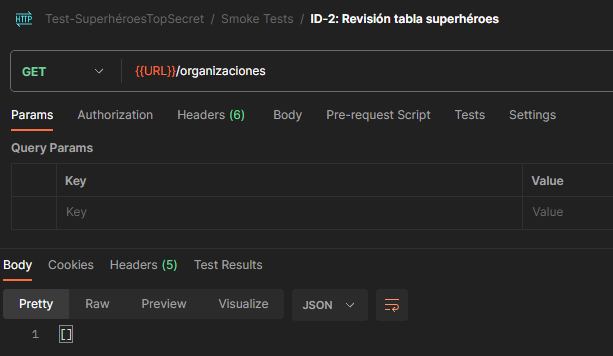 HTTP Test-SuperhéroesTopSecret / Smoke Tests / ID-2: Revisión tabla superhéroes
GET {{URL}}/organizaciones
Params Authorization Headers (6) Body Pre-request Script Tests Settings
Query Params
Key Value
Key Value
Body Cookies Headers (5) Test Results
Pretty Raw Preview Visualize JSON
1 []